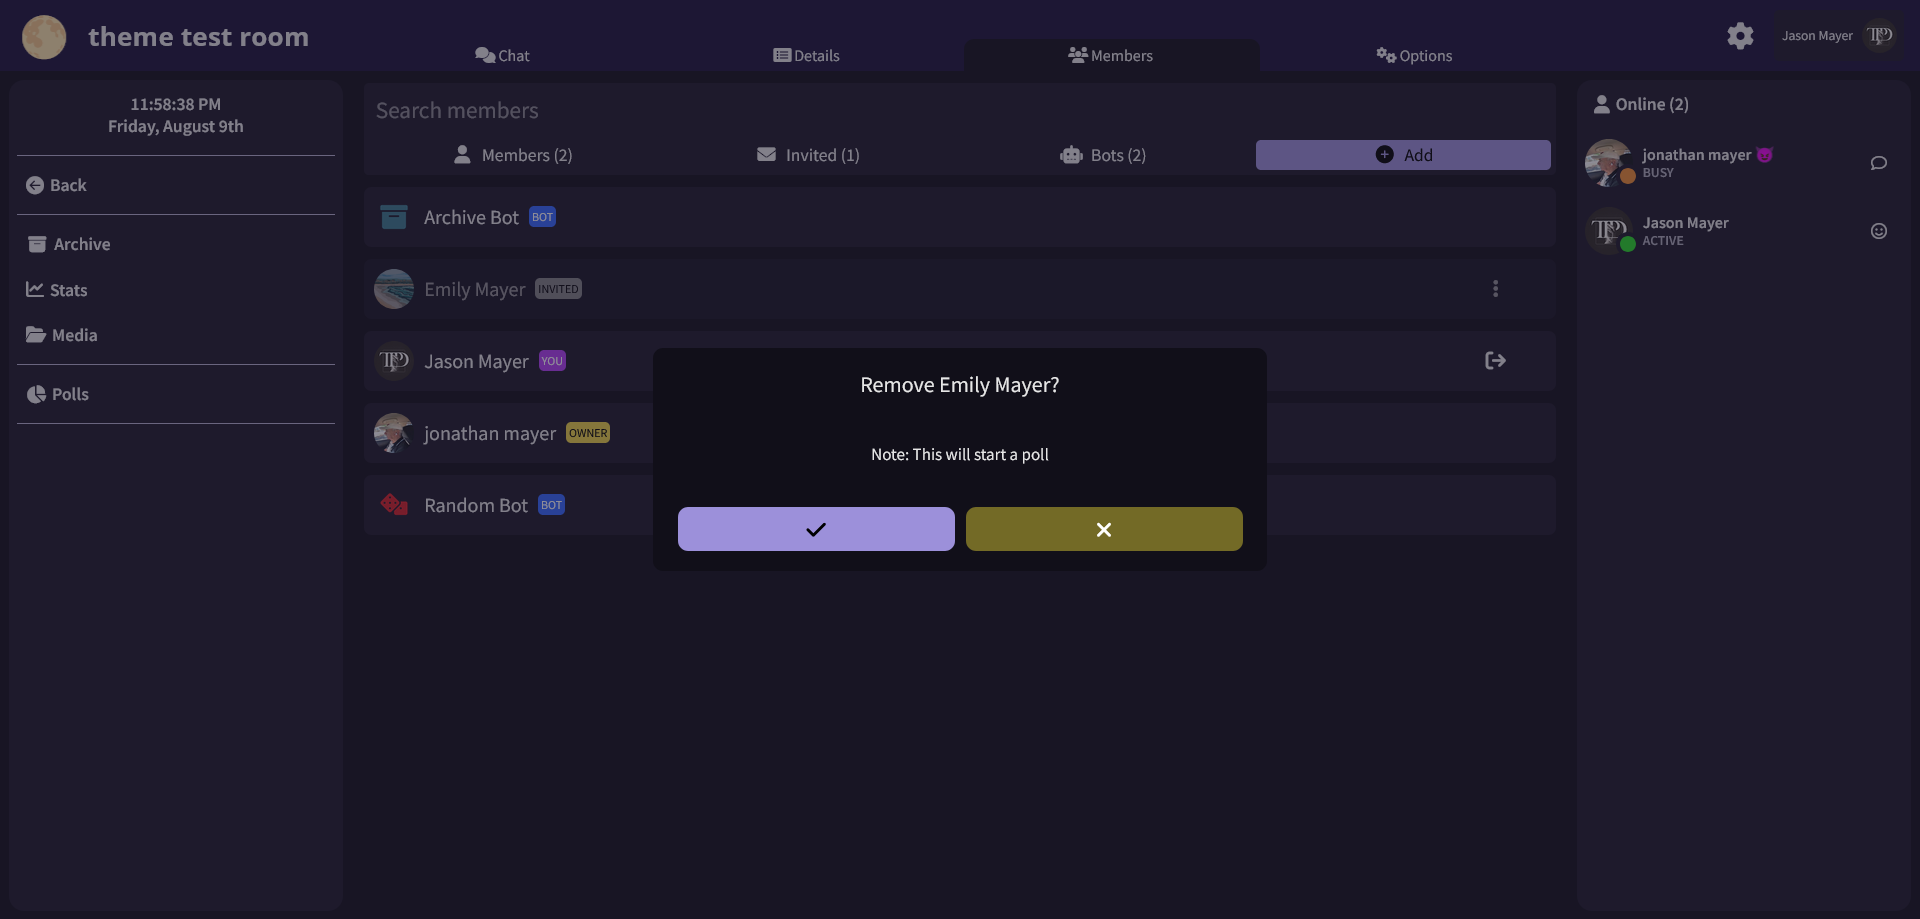 theme test room
Chat
Details
Members
Options
Jason Mayer
11:58:38 PM
Friday, August 9th
Back
Archive
Stats
Media
Polls
Search members
Members (2)
Invited (1)
Bots (2)
Add
Archive Bot BOT
Emily Mayer INVITED
Jason Mayer YOU
jonathan mayer OWNER
Random Bot BOT
Remove Emily Mayer?
Note: This will start a poll
Online (2)
jonathan mayer 😈
BUSY
Jason Mayer
ACTIVE